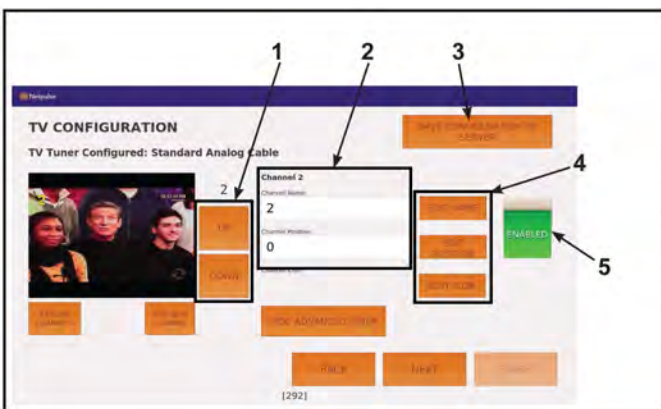 1
2
3
Netpulse
TV CONFIGURATION
SAVE CONFIGURATION TO
SERVER
TV Tuner Configured: Standard Analog Cable
4
2
Channel 2
Channel Name:
2
Channel Position:
0
UP
DOWN
EDIT NAME
EDIT
EDIT ICON
ENABLED
5
HIDE ADVANCED SETUP
BACK
NEXT
[292]